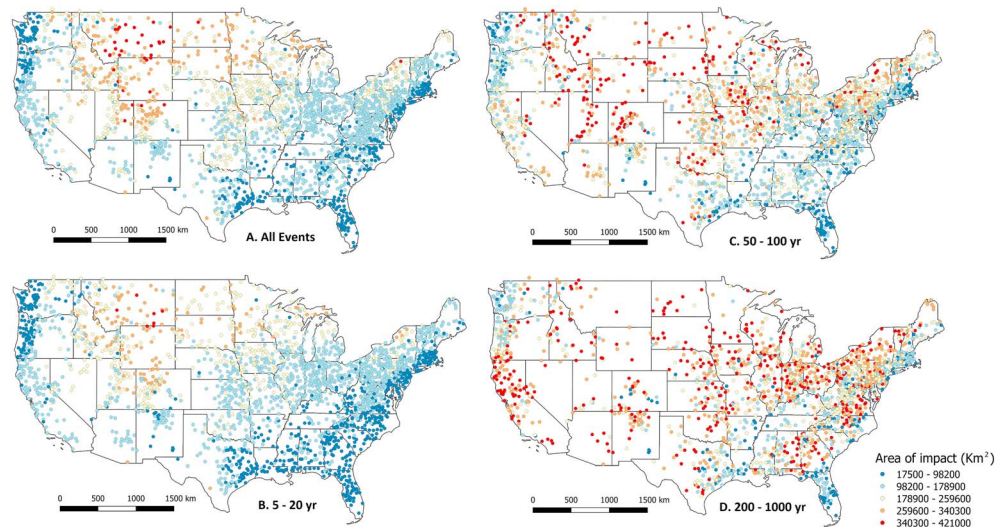 0 500 1000 1500 km
A. All Events
0 500 1000 1500 km
C. 50 - 100 yr
0 500 1000 1500 km
B. 5 - 20 yr
0 500 1000 1500 km
D. 200 - 1000 yr
Area of impact (Km²)
17500 - 98200
98200 - 178900
178900 - 259600
259600 - 340300
340300 - 421000